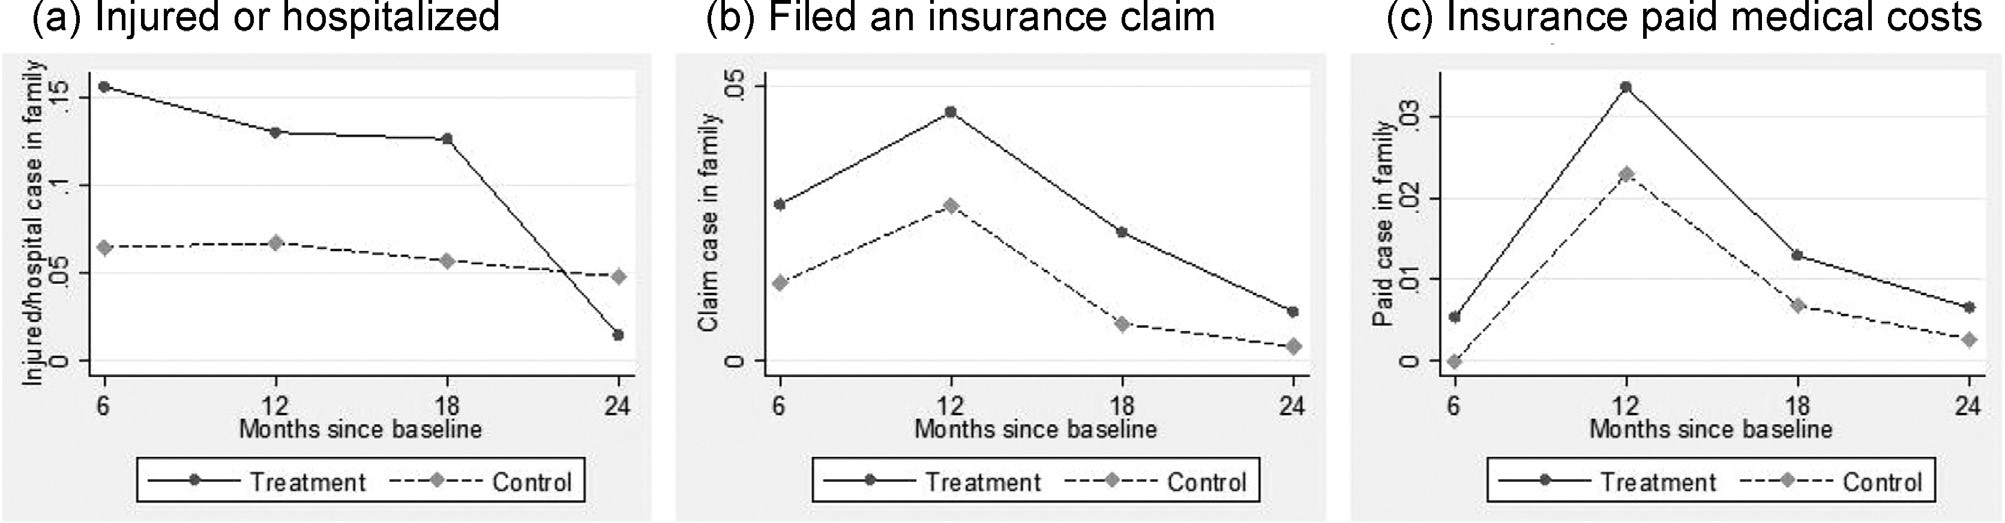 (a) Injured or hospitalized
Injured/hospital case in family
.15
.1
.05
0
6 12 18 24
Months since baseline
Treatment Control
(b) Filed an insurance claim
Claim case in family
.05
0
6 12 18 24
Months since baseline
Treatment Control
(c) Insurance paid medical costs
Paid case in family
.03
.02
.01
0
6 12 18 24
Months since baseline
Treatment Control